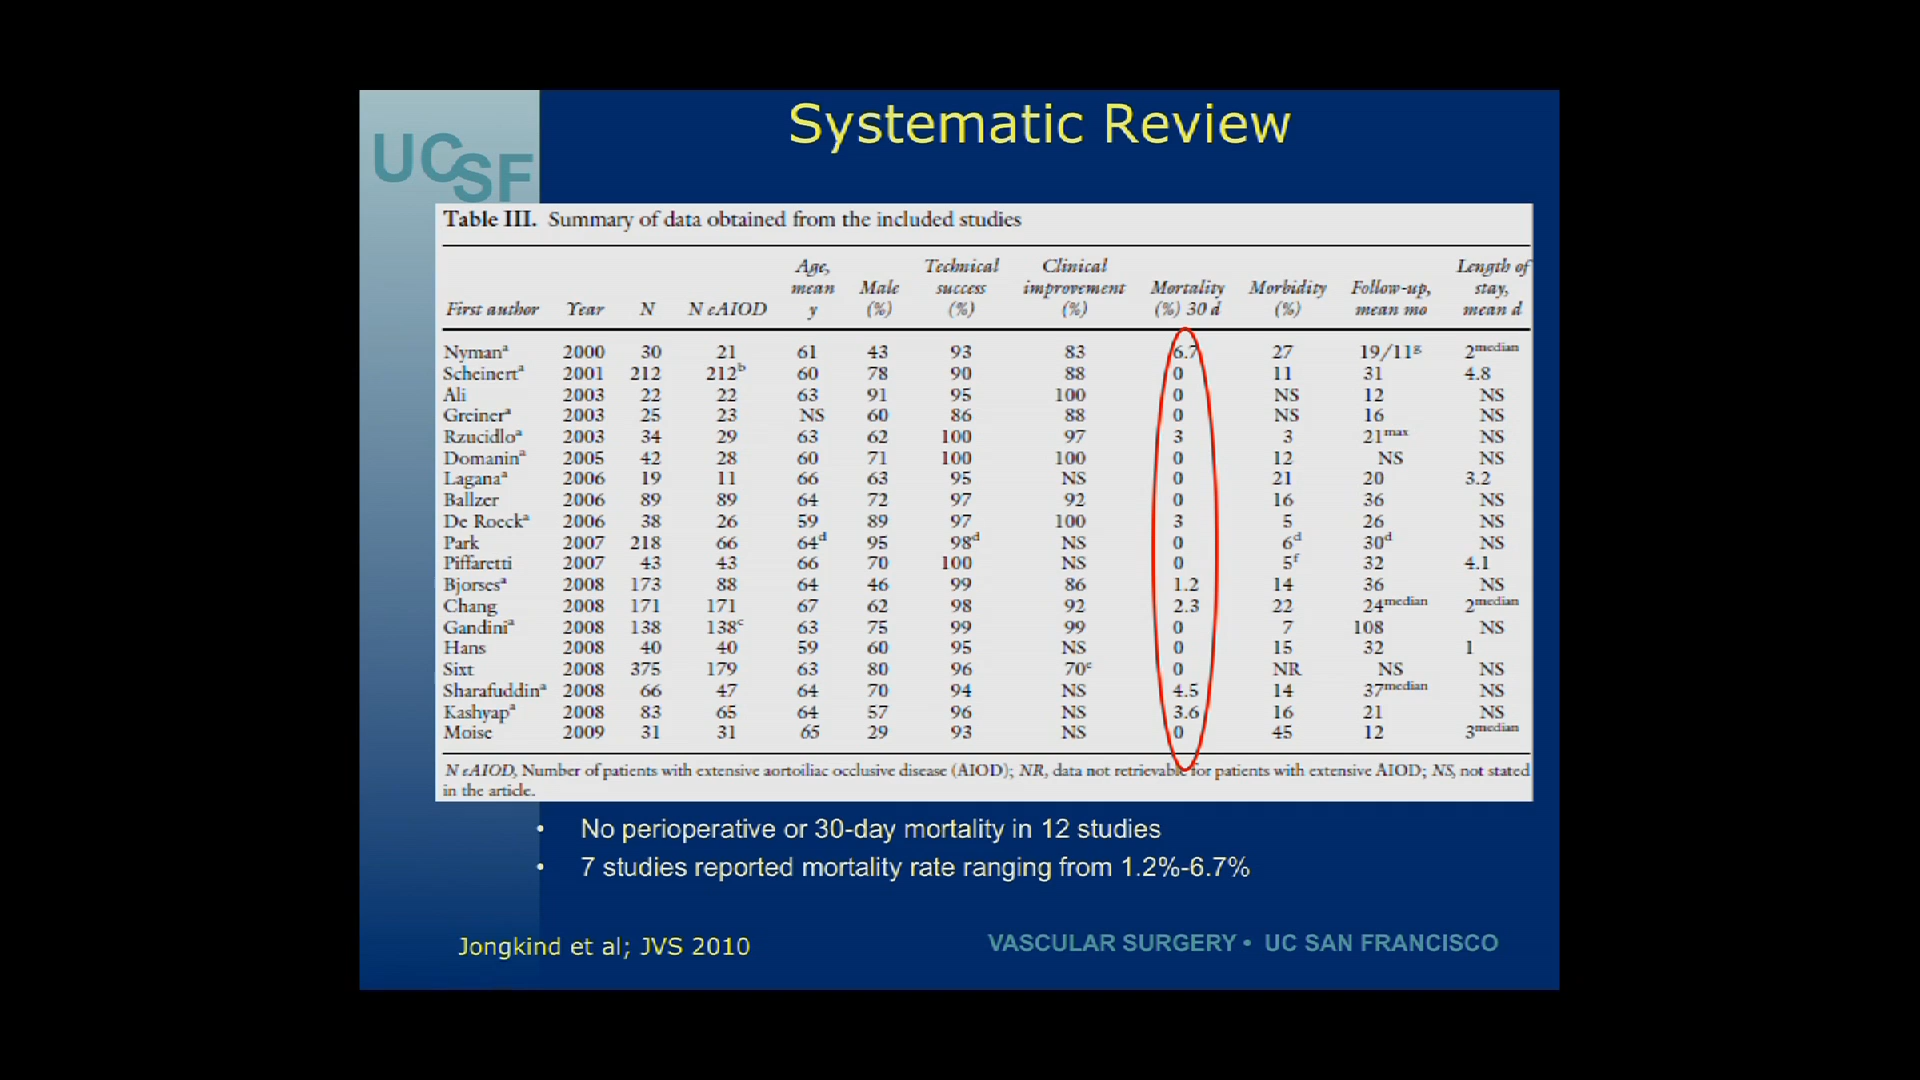 Systematic Review
UCSF
Table III. Summary of data obtained from the included studies
First author Year N N eAIOD Age, mean y Male (%) Technical success (%) Clinical improvement (%) Mortality (%) 30 d Morbidity (%) Follow-up, mean mo Length of stay, mean d
Nymanª 2000 30 21 61 43 93 83 6.7 27 19/11g 2median
Scheinertª 2001 212 212b 60 78 90 88 0 11 31 4.8
Ali 2003 22 22 63 91 95 100 0 NS 12 NS
Greinerª 2003 25 23 NS 60 86 88 0 NS 16 NS
Rzucidloª 2003 34 29 63 62 100 97 3 3 21max NS
Domaninª 2005 42 28 60 71 100 100 0 12 NS NS
Laganaª 2006 19 11 66 63 95 NS 0 21 20 3.2
Ballzer 2006 89 89 64 72 97 92 0 16 36 NS
De Roeckª 2006 38 26 59 89 97 100 3 5 26 NS
Park 2007 218 66 64d 95 98d NS 0 6d 30d NS
Piffaretti 2007 43 43 66 70 100 NS 0 5f 32 4.1
Bjorsesª 2008 173 88 64 46 99 86 1.2 14 36 NS
Chang 2008 171 171 67 62 98 92 2.3 22 24median 2median
Gandiniª 2008 138 138c 63 75 99 99 0 7 108 NS
Hans 2008 40 40 59 60 95 NS 0 15 32 1
Sixt 2008 375 179 63 80 96 70e 0 NR NS NS
Sharafuddinª 2008 66 47 64 70 94 NS 4.5 14 37median NS
Kashyapª 2008 83 65 64 57 96 NS 3.6 16 21 NS
Moise 2009 31 31 65 29 93 NS 0 45 12 3median
N eAIOD, Number of patients with extensive aortoiliac occlusive disease (AIOD); NR, data not retrievable for patients with extensive AIOD; NS, not stated
in the article.
• No perioperative or 30-day mortality in 12 studies
• 7 studies reported mortality rate ranging from 1.2%-6.7%
Jongkind et al; JVS 2010
VASCULAR SURGERY • UC SAN FRANCISCO